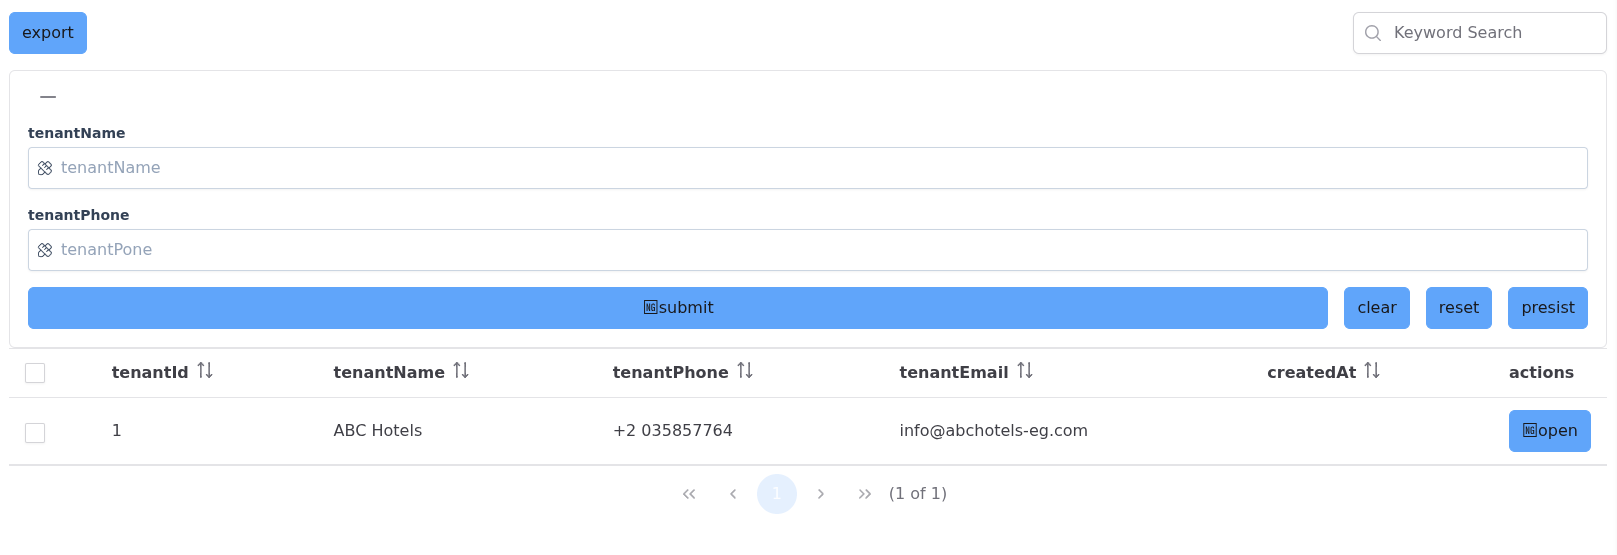 export
Keyword Search
tenantName
tenantName
tenantPhone
tenantPone
submit clear reset presist
tenantId tenantName tenantPhone tenantEmail createdAt actions
1 ABC Hotels +2 035857764 info@abchotels-eg.com open
1 (1 of 1)